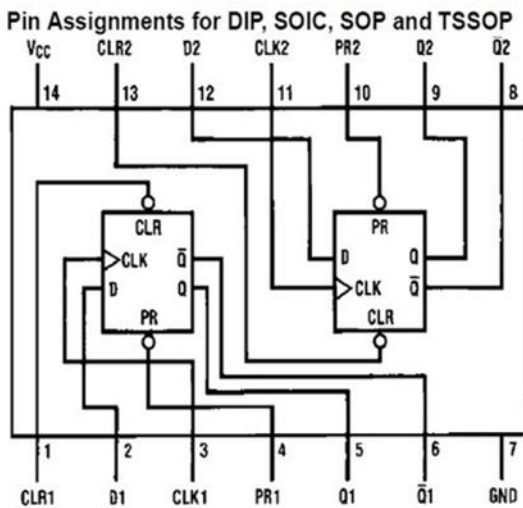 Pin Assignments for DIP, SOIC, SOP and TSSOP
VCC CLR2 D2 CLK2 PR2 Q2 Q̅2
14 13 12 11 10 9 8
CLR PR
CLK Q̅ D Q
D Q CLK Q̅
PR CLR
1 2 3 4 5 6 7
CLR1 D1 CLK1 PR1 Q1 Q̅1 GND